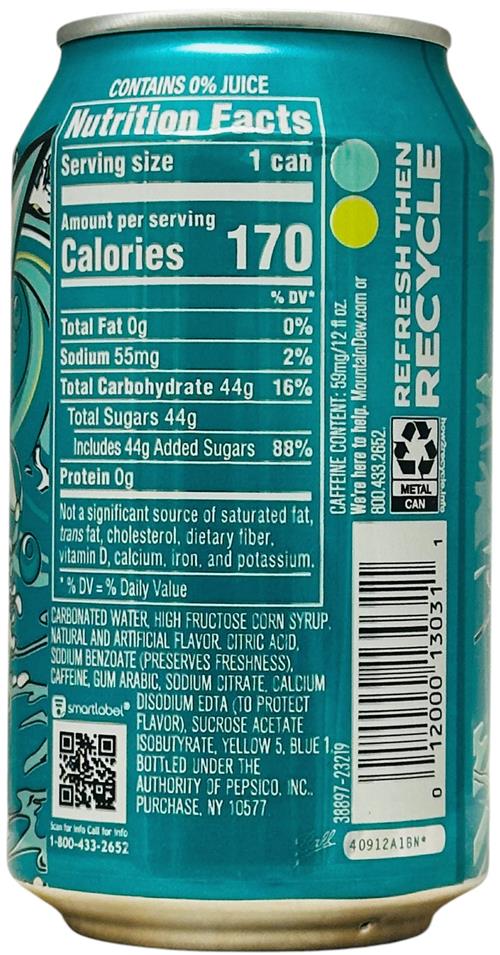 CONTAINS 0% JUICE
Nutrition Facts
Serving size 1 can
Amount per serving
Calories 170
% DV*
Total Fat 0g 0%
Sodium 55mg 2%
Total Carbohydrate 44g 16%
Total Sugars 44g
Includes 44g Added Sugars 88%
Protein 0g
Not a significant source of saturated fat,
trans fat, cholesterol, dietary fiber,
vitamin D, calcium, iron, and potassium.
* % DV = % Daily Value
CARBONATED WATER, HIGH FRUCTOSE CORN SYRUP,
NATURAL AND ARTIFICIAL FLAVOR, CITRIC ACID,
SODIUM BENZOATE (PRESERVES FRESHNESS),
CAFFEINE, GUM ARABIC, SODIUM CITRATE, CALCIUM
DISODIUM EDTA (TO PROTECT
FLAVOR), SUCROSE ACETATE
ISOBUTYRATE, YELLOW 5, BLUE 1.
BOTTLED UNDER THE
AUTHORITY OF PEPSICO, INC.,
PURCHASE, NY 10577
smartlabel®
Scan for info Call for info
1-800-433-2652
CAFFEINE CONTENT: 59mg/12 fl oz.
We're here to help. MountainDew.com or
800.433.2652.
REFRESH THEN
RECYCLE
METAL
CAN
how2recycle.info
0 12000 13031 1
38897-23219
Ball
40912A1BN*